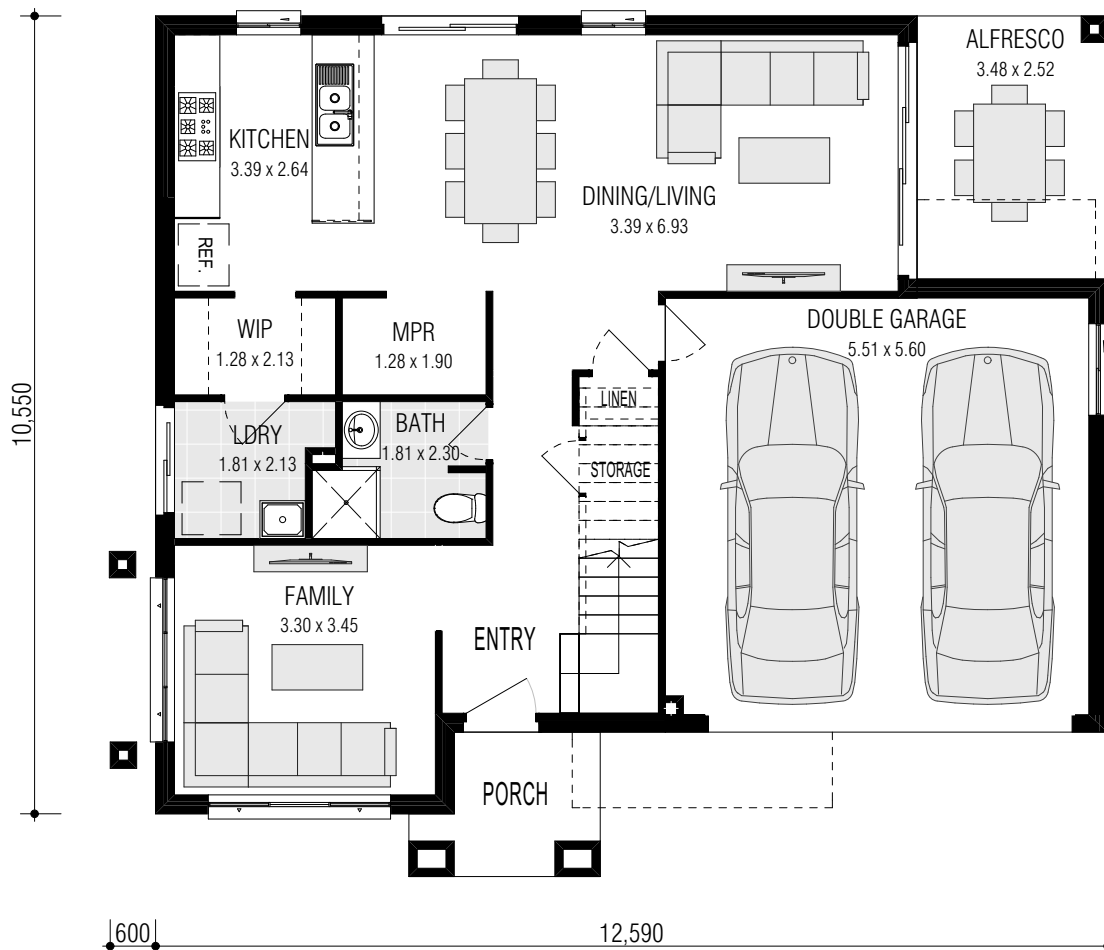 ALFRESCO
3.48 x 2.52
KITCHEN
3.39 x 2.64
DINING/LIVING
3.39 x 6.93
REF.
WIP
1.28 x 2.13
MPR
1.28 x 1.90
DOUBLE GARAGE
5.51 x 5.60
10,550
LINEN
LDRY
1.81 x 2.13
BATH
1.81 x 2.30
STORAGE
FAMILY
3.30 x 3.45
ENTRY
PORCH
600
12,590